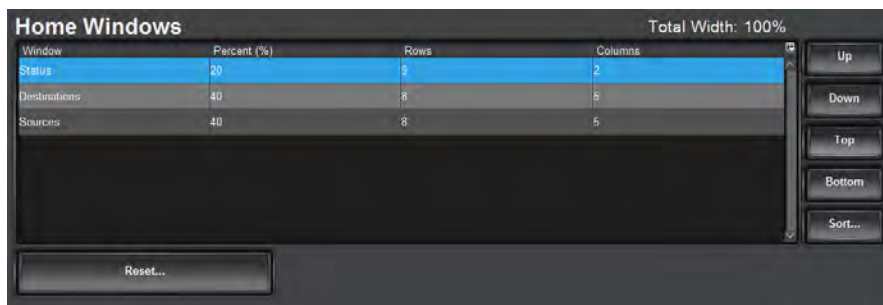 Home Windows Total Width: 100%
Window Percent (%) Rows Columns
Status 20 9 2
Destinations 40 8 5
Sources 40 8 5
Up
Down
Top
Bottom
Sort...
Reset...